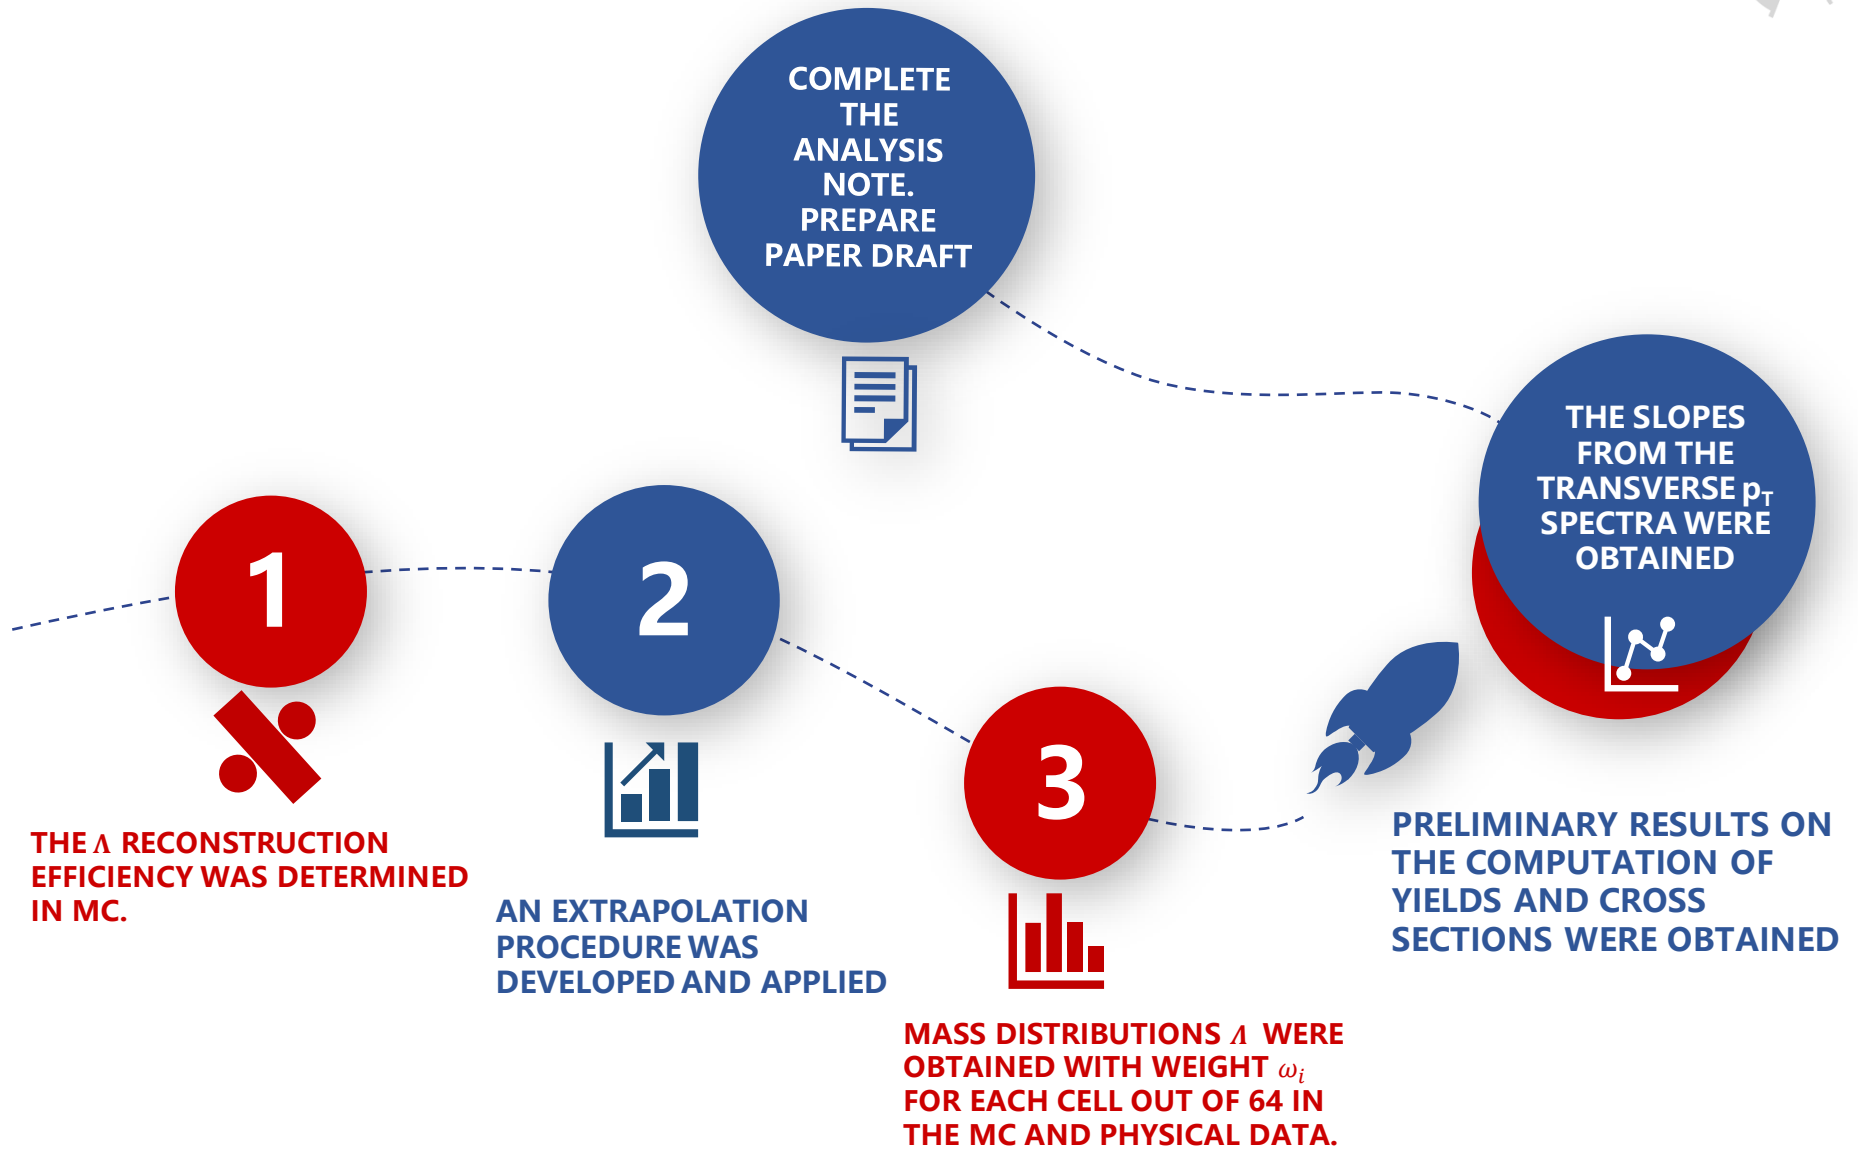 COMPLETE
THE
ANALYSIS
NOTE.
PREPARE
PAPER DRAFT
THE SLOPES
FROM THE
TRANSVERSE pT
SPECTRA WERE
OBTAINED
1
2
3
THE Λ RECONSTRUCTION
EFFICIENCY WAS DETERMINED
IN MC.
AN EXTRAPOLATION
PROCEDURE WAS
DEVELOPED AND APPLIED
MASS DISTRIBUTIONS Λ WERE
OBTAINED WITH WEIGHT ωi
FOR EACH CELL OUT OF 64 IN
THE MC AND PHYSICAL DATA.
PRELIMINARY RESULTS ON
THE COMPUTATION OF
YIELDS AND CROSS
SECTIONS WERE OBTAINED